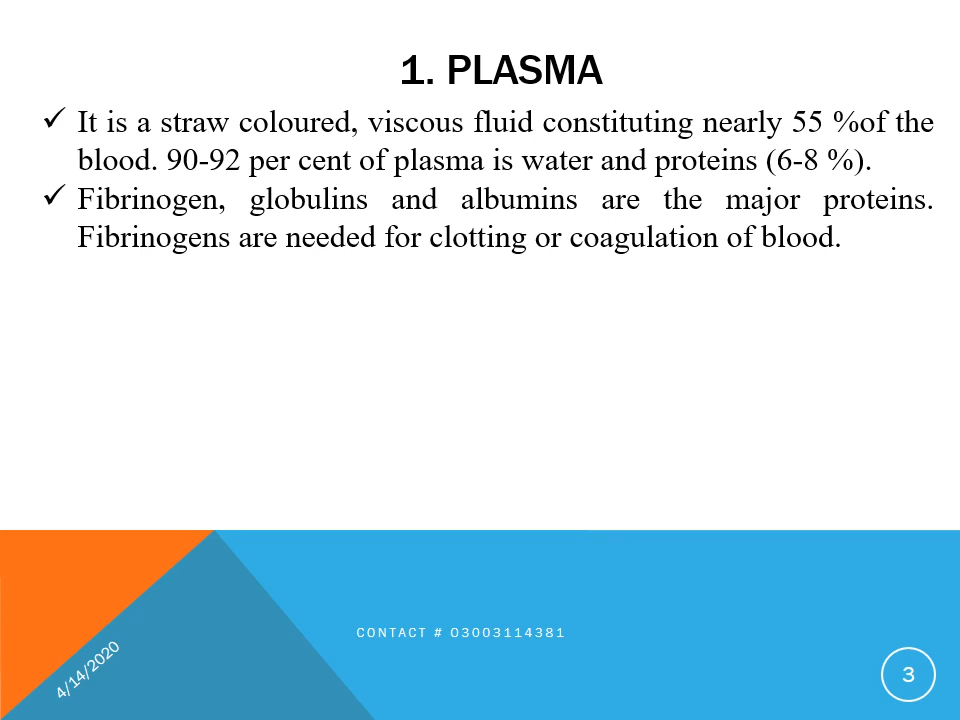 1. PLASMA
✓ It is a straw coloured, viscous fluid constituting nearly 55 %of the
blood. 90-92 per cent of plasma is water and proteins (6-8 %).
✓ Fibrinogen, globulins and albumins are the major proteins.
Fibrinogens are needed for clotting or coagulation of blood.
CONTACT # 03003114381
4/14/2020
3